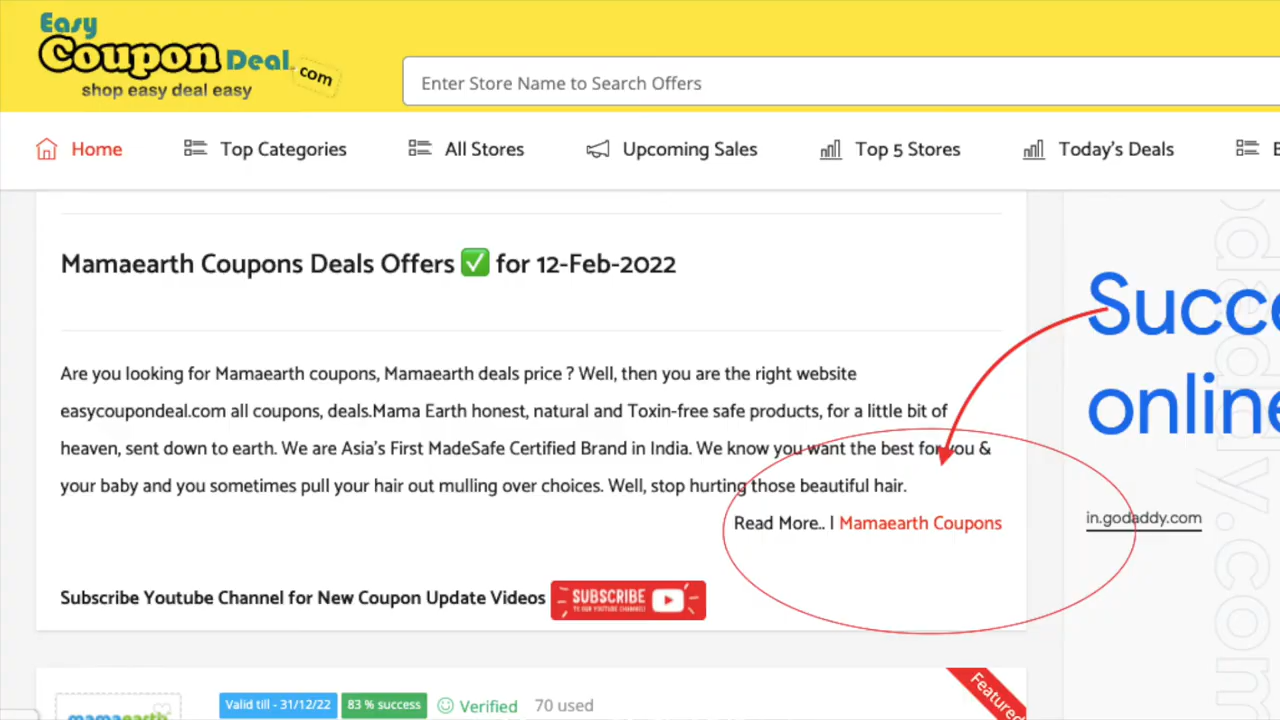 Easy
Coupon Deal.com
shop easy deal easy
Enter Store Name to Search Offers
Home
Top Categories
All Stores
Upcoming Sales
Top 5 Stores
Today's Deals
Mamaearth Coupons Deals Offers ✅ for 12-Feb-2022
Are you looking for Mamaearth coupons, Mamaearth deals price ? Well, then you are the right website
easycoupondeal.com all coupons, deals.Mama Earth honest, natural and Toxin-free safe products, for a little bit of
heaven, sent down to earth. We are Asia's First MadeSafe Certified Brand in India. We know you want the best for you &
your baby and you sometimes pull your hair out mulling over choices. Well, stop hurting those beautiful hair.
Read More.. | Mamaearth Coupons
Subscribe Youtube Channel for New Coupon Update Videos
SUBSCRIBE
TO OUR YOUTUBE CHANNEL!
Succe
online
in.godaddy.com
odaddy.com
Valid till - 31/12/22
83 % success
Verified
70 used
Featured
mamaearth